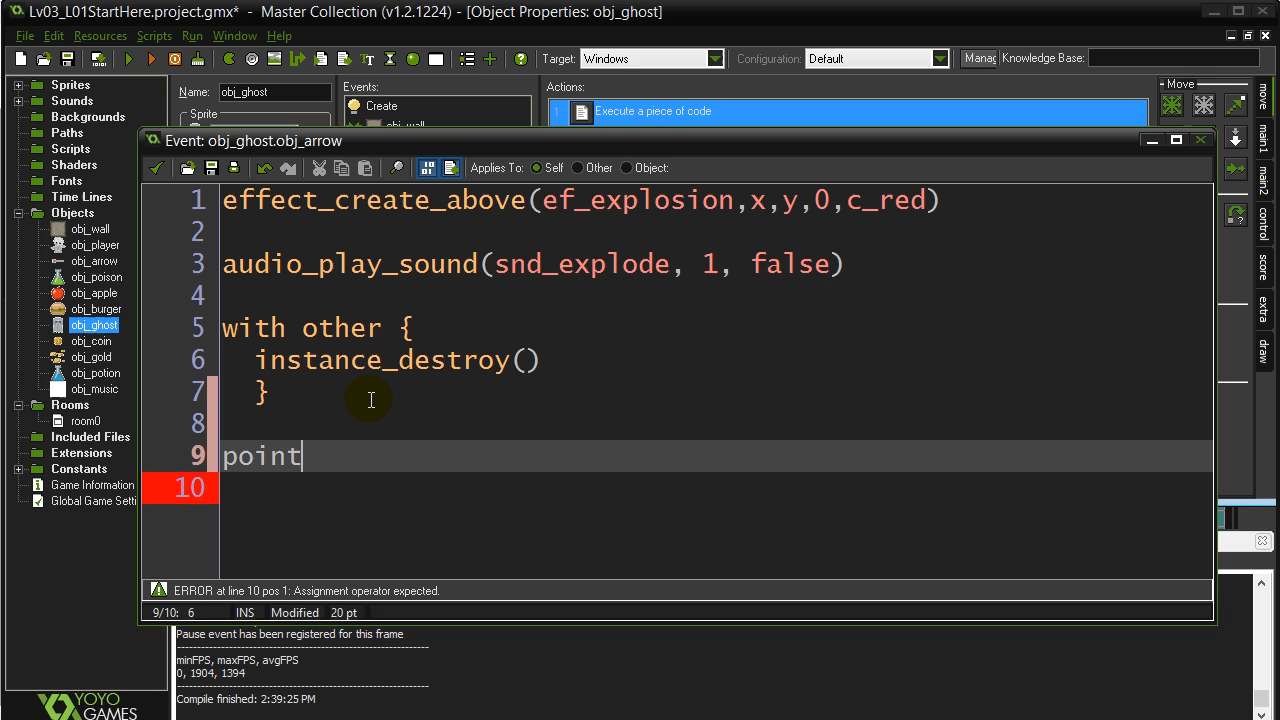 Lv03_L01StartHere.project.gmx* - Master Collection (v1.2.1224) - [Object Properties: obj_ghost]
File Edit Resources Scripts Run Window Help
Target: Windows Configuration: Default Manag Knowledge Base:
Sprites
Sounds
Backgrounds
Paths
Scripts
Shaders
Fonts
Time Lines
Objects
obj_wall
obj_player
obj_arrow
obj_poison
obj_apple
obj_burger
obj_ghost
obj_coin
obj_gold
obj_potion
obj_music
Rooms
room0
Included Files
Extensions
Constants
Game Information
Global Game Setti
YOYO
GAMES
Name: obj_ghost
Sprite
Events:
Create
obj_wall
Actions:
1 Execute a piece of code
Move
move
main1
main2
control
score
extra
draw
Event: obj_ghost.obj_arrow
Applies To: Self Other Object:
1 effect_create_above(ef_explosion,x,y,0,c_red)
2
3 audio_play_sound(snd_explode, 1, false)
4
5 with other {
6 instance_destroy()
7 }
8
9 point
10
ERROR at line 10 pos 1: Assignment operator expected.
9/10: 6 INS Modified 20 pt
Pause event has been registered for this frame
minFPS, maxFPS, avgFPS
0, 1904, 1394
Compile finished: 2:39:25 PM